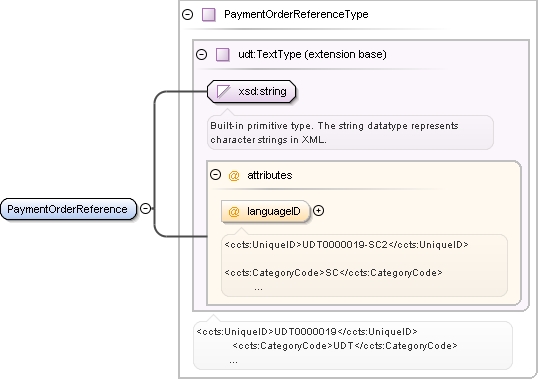 PaymentOrderReferenceType
udt:TextType (extension base)
xsd:string
Built-in primitive type. The string datatype represents
character strings in XML.
@ attributes
@ languageID
<ccts:UniqueID>UDT0000019-SC2</ccts:UniqueID>
<ccts:CategoryCode>SC</ccts:CategoryCode>
...
PaymentOrderReference
<ccts:UniqueID>UDT0000019</ccts:UniqueID>
<ccts:CategoryCode>UDT</ccts:CategoryCode>
...